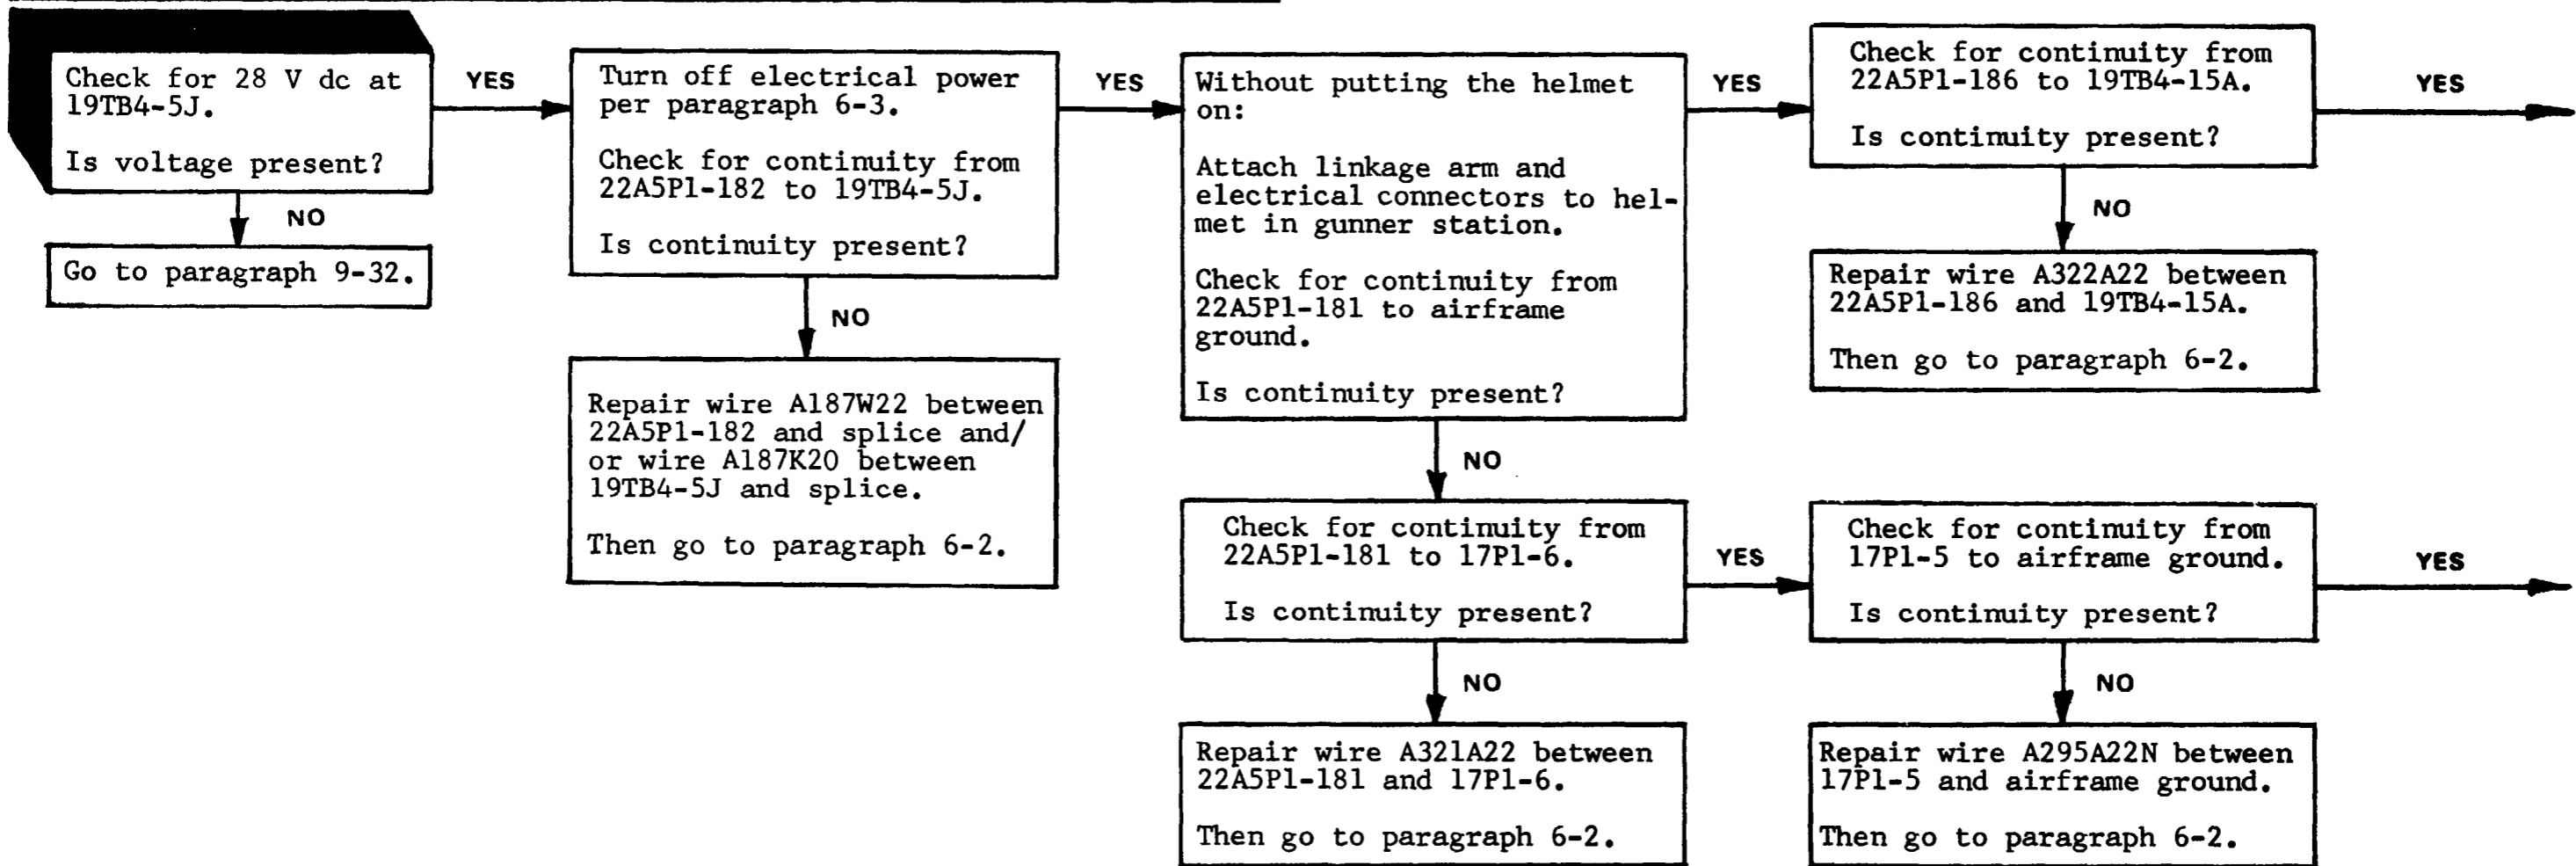 Check for 28 V dc at
19TB4-5J.
Is voltage present?
YES
NO
Go to paragraph 9-32.
Turn off electrical power
per paragraph 6-3.
Check for continuity from
22A5P1-182 to 19TB4-5J.
Is continuity present?
YES
NO
Repair wire A187W22 between
22A5P1-182 and splice and/
or wire A187K20 between
19TB4-5J and splice.
Then go to paragraph 6-2.
Without putting the helmet
on:
Attach linkage arm and
electrical connectors to hel-
met in gunner station.
Check for continuity from
22A5P1-181 to airframe
ground.
Is continuity present?
YES
NO
Check for continuity from
22A5P1-186 to 19TB4-15A.
Is continuity present?
YES
NO
Repair wire A322A22 between
22A5P1-186 and 19TB4-15A.
Then go to paragraph 6-2.
Check for continuity from
22A5P1-181 to 17P1-6.
Is continuity present?
YES
NO
Repair wire A321A22 between
22A5P1-181 and 17P1-6.
Then go to paragraph 6-2.
Check for continuity from
17P1-5 to airframe ground.
Is continuity present?
YES
NO
Repair wire A295A22N between
17P1-5 and airframe ground.
Then go to paragraph 6-2.